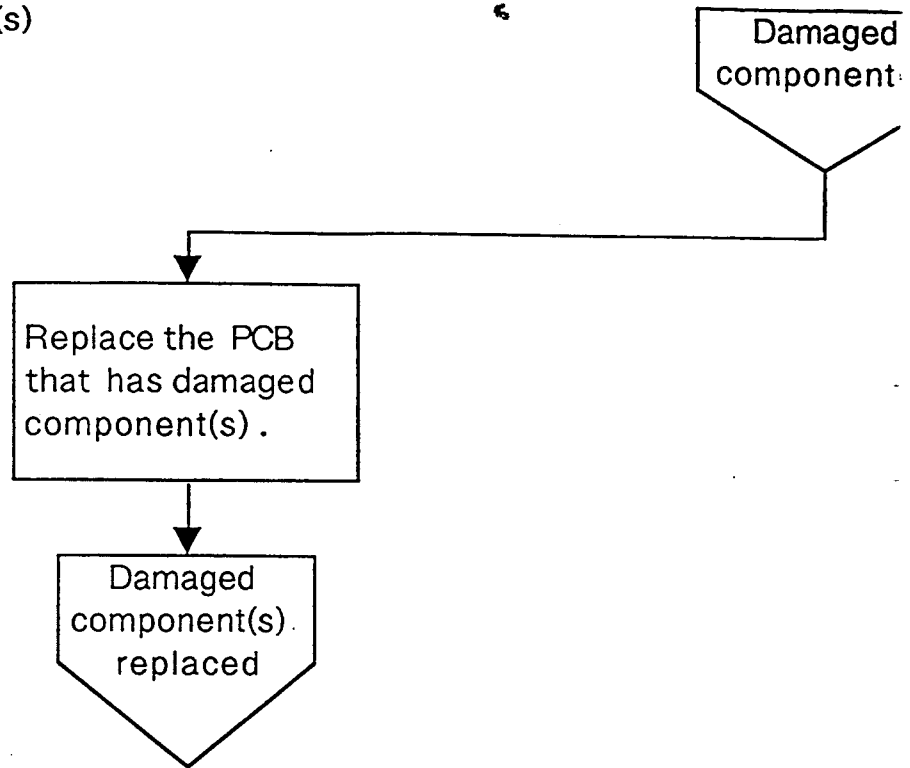 (s)
Damaged
component
Replace the PCB
that has damaged
component(s).
Damaged
component(s)
replaced